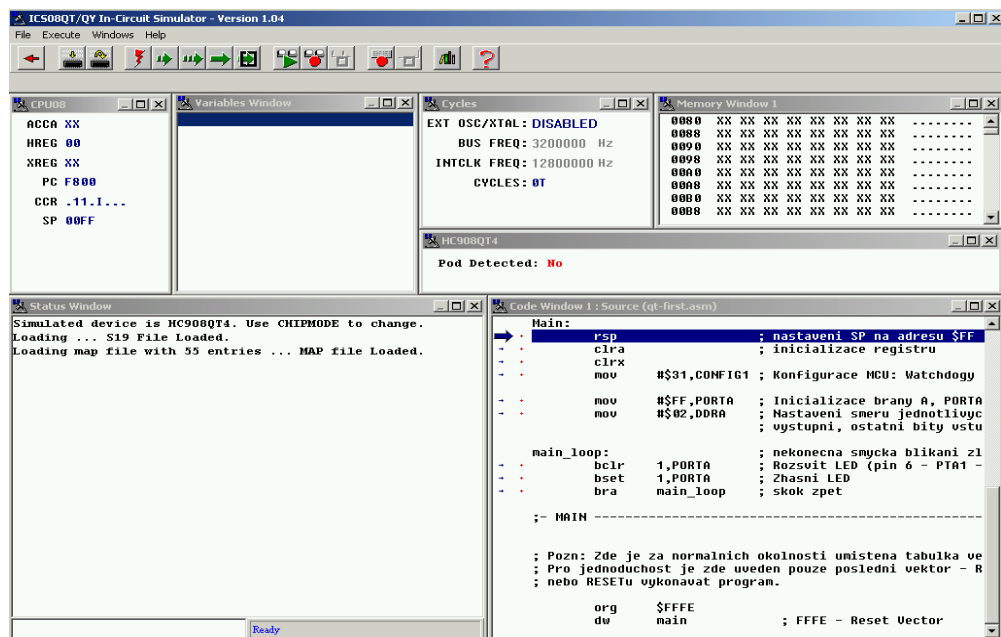 ICS08QT/QY In-Circuit Simulator - Version 1.04
File Execute Windows Help
CPU08
ACCA XX
HREG 00
XREG XX
PC F800
CCR .11.I...
SP 00FF
Variables Window
Cycles
EXT OSC/XTAL: DISABLED
BUS FREQ: 3200000 Hz
INTCLK FREQ: 12800000 Hz
CYCLES: 0T
Memory Window 1
0080 XX XX XX XX XX XX XX XX ........
0088 XX XX XX XX XX XX XX XX ........
0090 XX XX XX XX XX XX XX XX ........
0098 XX XX XX XX XX XX XX XX ........
00A0 XX XX XX XX XX XX XX XX ........
00A8 XX XX XX XX XX XX XX XX ........
00B0 XX XX XX XX XX XX XX XX ........
00B8 XX XX XX XX XX XX XX XX ........
HC908QT4
Pod Detected: No
Status Window
Simulated device is HC908QT4. Use CHIPMODE to change.
Loading ... S19 File Loaded.
Loading map file with 55 entries ... MAP file Loaded.
Ready
Code Window 1 : Source (qt-first.asm)
Main:
rsp ; nastaveni SP na adresu $FF
clra ; inicializace registru
clrx
mov #$31,CONFIG1 ; Konfigurace MCU: Watchdogy
mov #$FF,PORTA ; Inicializace brany A, PORTA
mov #$02,DDRA ; Nastaveni smeru jednotlivyc
; vystupni, ostatni bity vstu
main_loop: ; nekonecna smycka blikani zl
bclr 1,PORTA ; Rozsvit LED (pin 6 - PTA1 -
bset 1,PORTA ; Zhasni LED
bra main_loop ; skok zpet
;- MAIN --------------------------------------------------
; Pozn: Zde je za normalnich okolnosti umistena tabulka ve
; Pro jednoduchost je zde uveden pouze posledni vektor - R
; nebo RESETu vykonavat program.
org $FFFE
dw main ; FFFE - Reset Vector